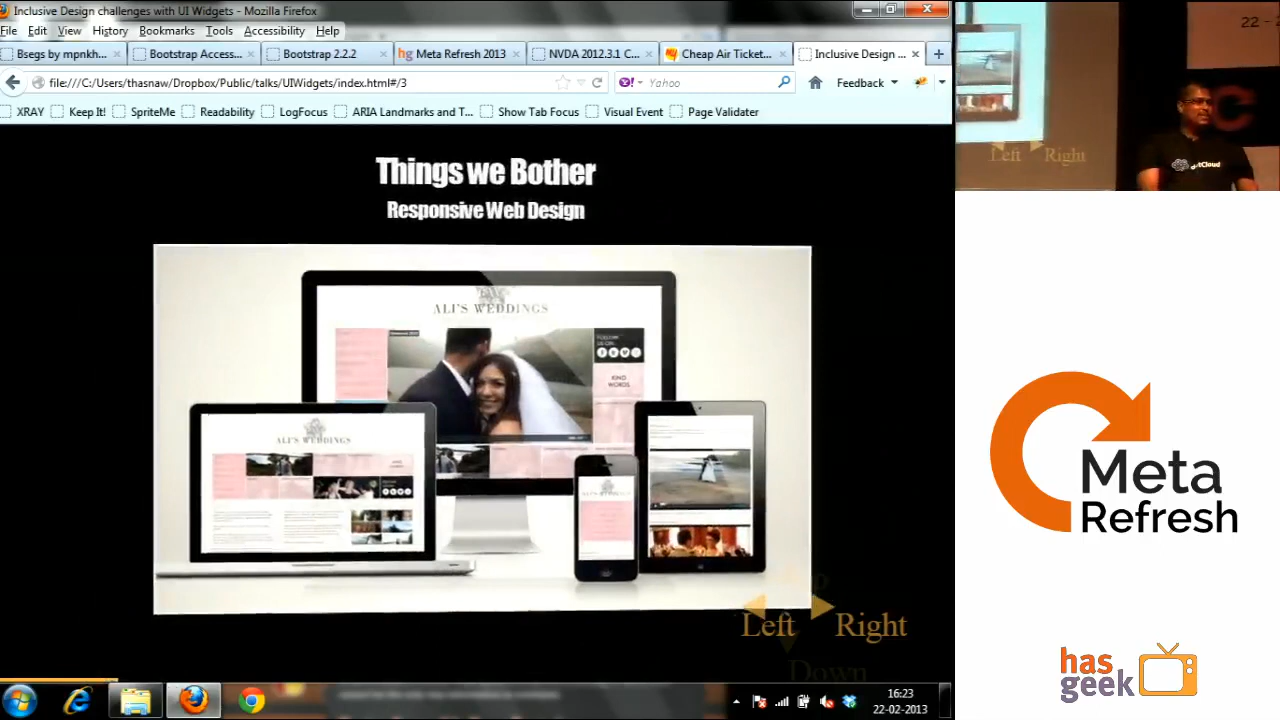 Inclusive Design challenges with UI Widgets - Mozilla Firefox
File Edit View History Bookmarks Tools Accessibility Help
Bsegs by mpnkh... Bootstrap Access... Bootstrap 2.2.2 Meta Refresh 2013 NVDA 2012.3.1 C... Cheap Air Ticket... Inclusive Design ...
file:///C:/Users/thasnaw/Dropbox/Public/talks/UIWidgets/index.html#/3 Yahoo Feedback
XRAY Keep It! SpriteMe Readability LogFocus ARIA Landmarks and T... Show Tab Focus Visual Event Page Validater
Things we Bother
Responsive Web Design
ALI'S WEDDINGS
FOLLOW
US ON:
KIND
WORDS
ALI'S WEDDINGS
Left Right
Down
16:23
22-02-2013
22 -
Left Right
Meta
Refresh
has
geek